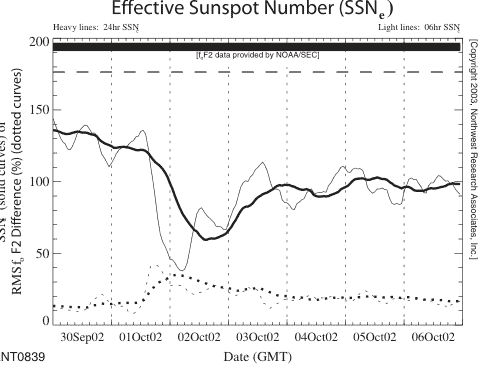 Effective Sunspot Number (SSNe)
Heavy lines: 24hr SSNe
Light lines: 06hr SSNe
[foF2 data provided by NOAA/SEC]
200
150
100
50
0
(solid curves) or
RMS fo F2 Difference (%) (dotted curves)
[Copyright 2003, Northwest Research Associates, Inc.]
30Sep02 01Oct02 02Oct02 03Oct02 04Oct02 05Oct02 06Oct02
NT0839
Date (GMT)